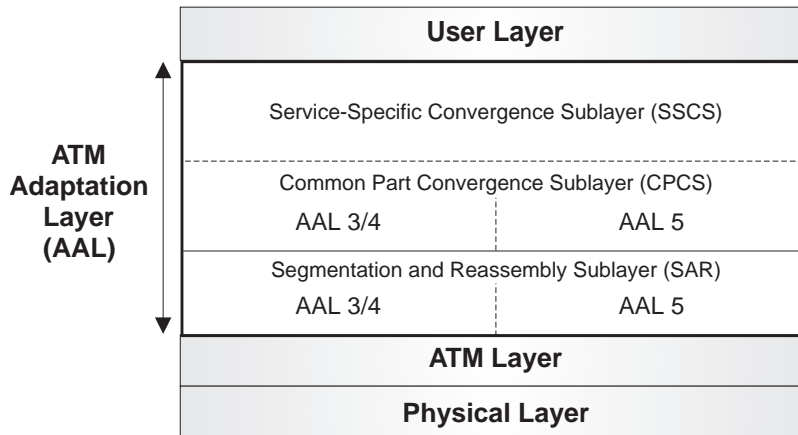 User Layer
Service-Specific Convergence Sublayer (SSCS)
ATM
Adaptation
Layer
(AAL)
Common Part Convergence Sublayer (CPCS)
AAL 3/4 AAL 5
Segmentation and Reassembly Sublayer (SAR)
AAL 3/4 AAL 5
ATM Layer
Physical Layer